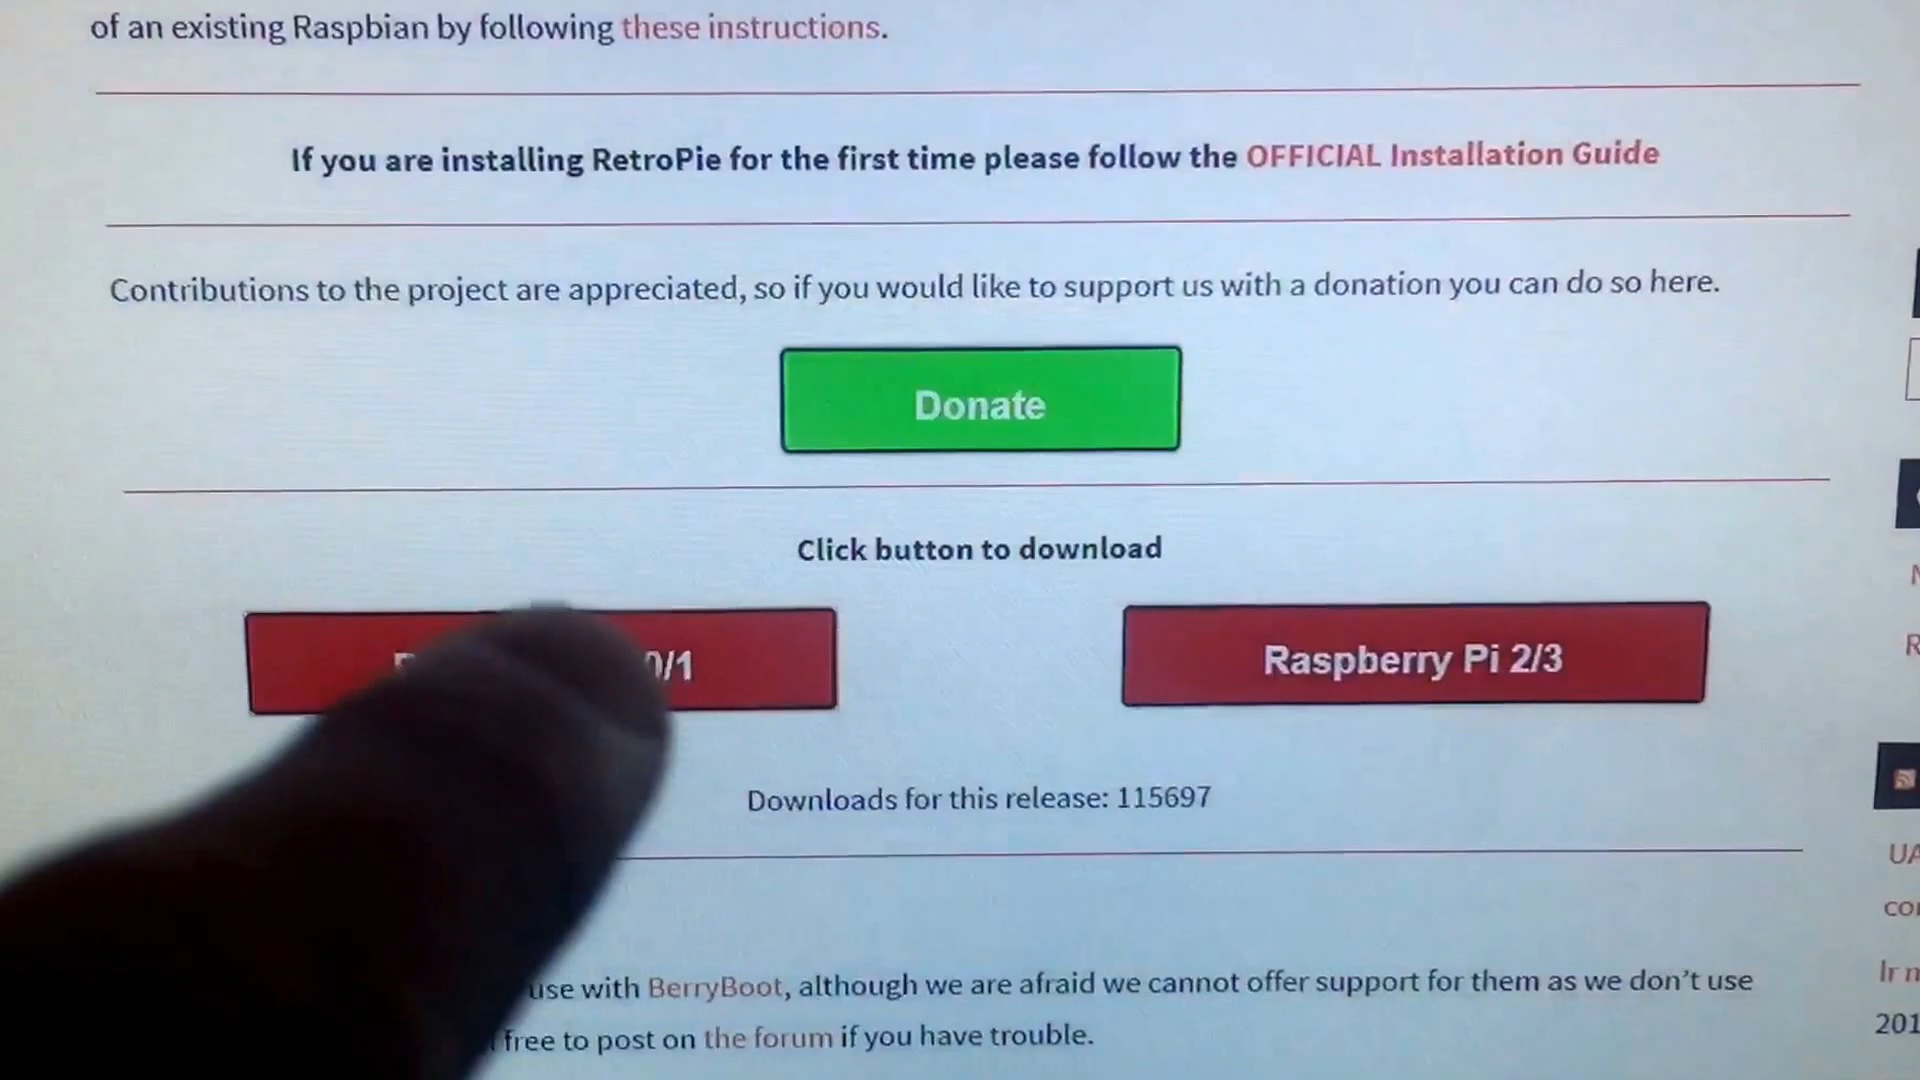 of an existing Raspbian by following these instructions.
If you are installing RetroPie for the first time please follow the OFFICIAL Installation Guide
Contributions to the project are appreciated, so if you would like to support us with a donation you can do so here.
Donate
Click button to download
0/1
Raspberry Pi 2/3
Downloads for this release: 115697
use with BerryBoot, although we are afraid we cannot offer support for them as we don't use
free to post on the forum if you have trouble.